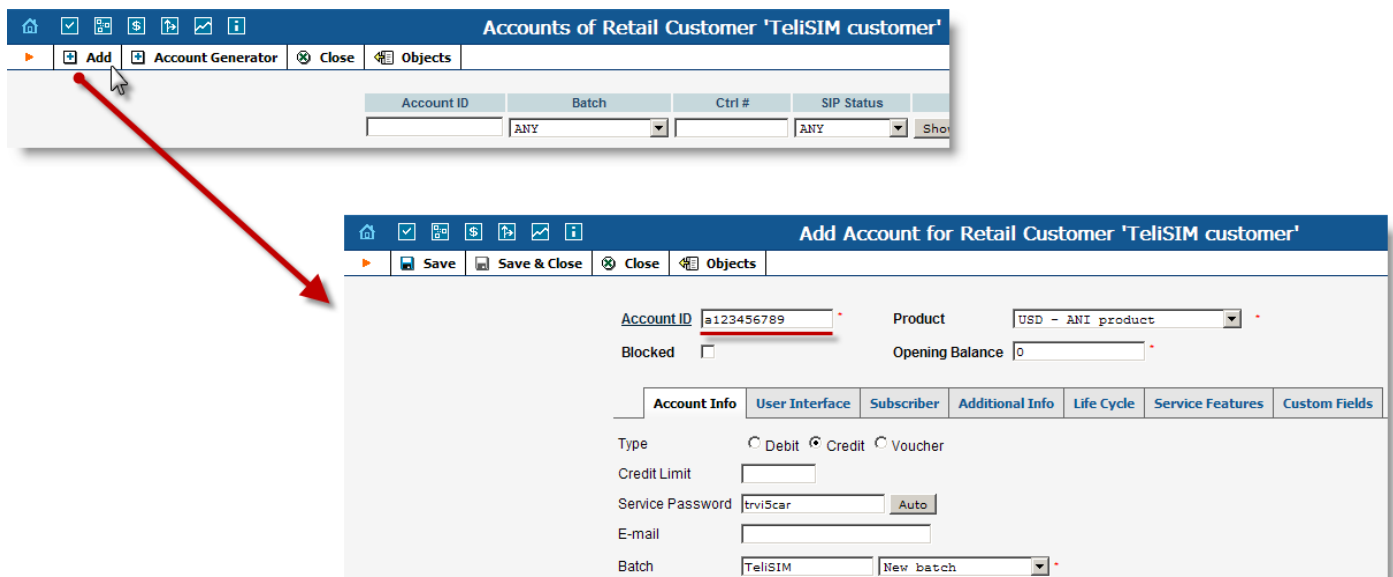 Accounts of Retail Customer 'TeliSIM customer'
Add Account Generator Close Objects
Account ID Batch Ctrl # SIP Status
ANY ANY
Add Account for Retail Customer 'TeliSIM customer'
Save Save & Close Close Objects
Account ID a123456789 * Product USD - ANI product *
Blocked Opening Balance 0 *
Account Info User Interface Subscriber Additional Info Life Cycle Service Features Custom Fields
Type Debit Credit Voucher
Credit Limit
Service Password trvi5car Auto
E-mail
Batch TeliSIM New batch *